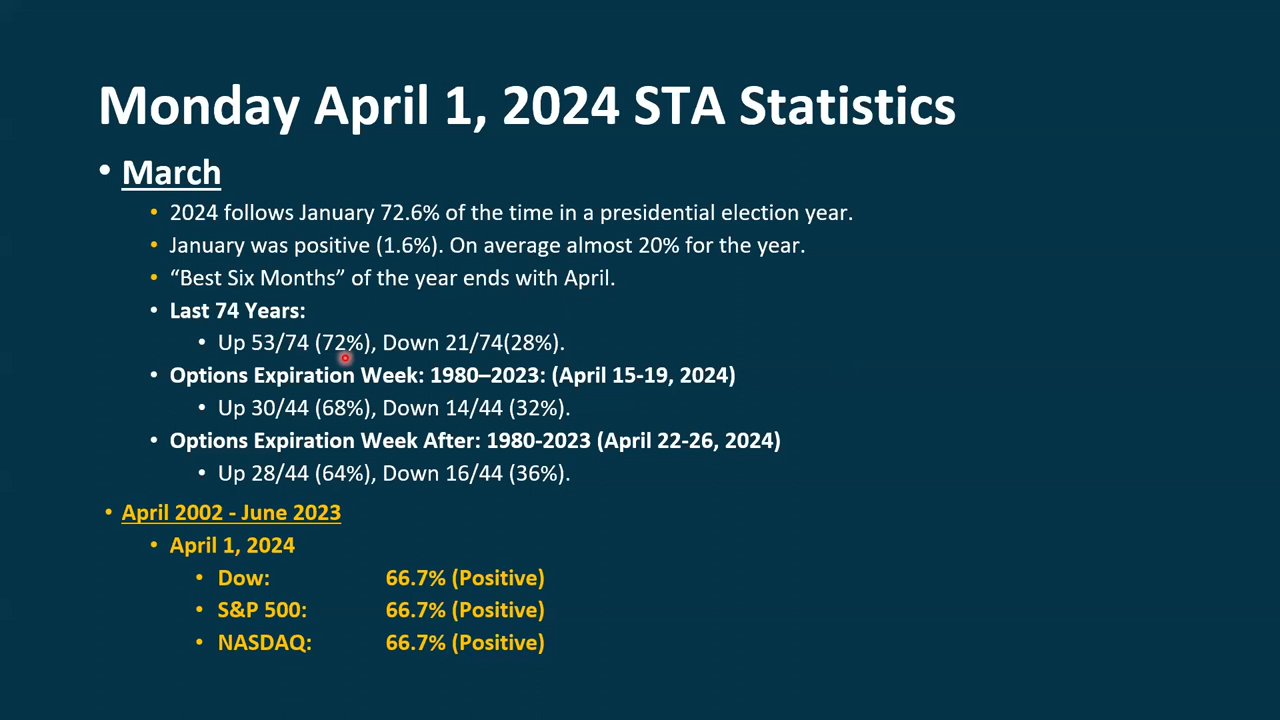 Monday April 1, 2024 STA Statistics
• March
• 2024 follows January 72.6% of the time in a presidential election year.
• January was positive (1.6%). On average almost 20% for the year.
• “Best Six Months” of the year ends with April.
• Last 74 Years:
• Up 53/74 (72%), Down 21/74(28%).
• Options Expiration Week: 1980–2023: (April 15-19, 2024)
• Up 30/44 (68%), Down 14/44 (32%).
• Options Expiration Week After: 1980-2023 (April 22-26, 2024)
• Up 28/44 (64%), Down 16/44 (36%).
• April 2002 - June 2023
• April 1, 2024
• Dow: 66.7% (Positive)
• S&P 500: 66.7% (Positive)
• NASDAQ: 66.7% (Positive)